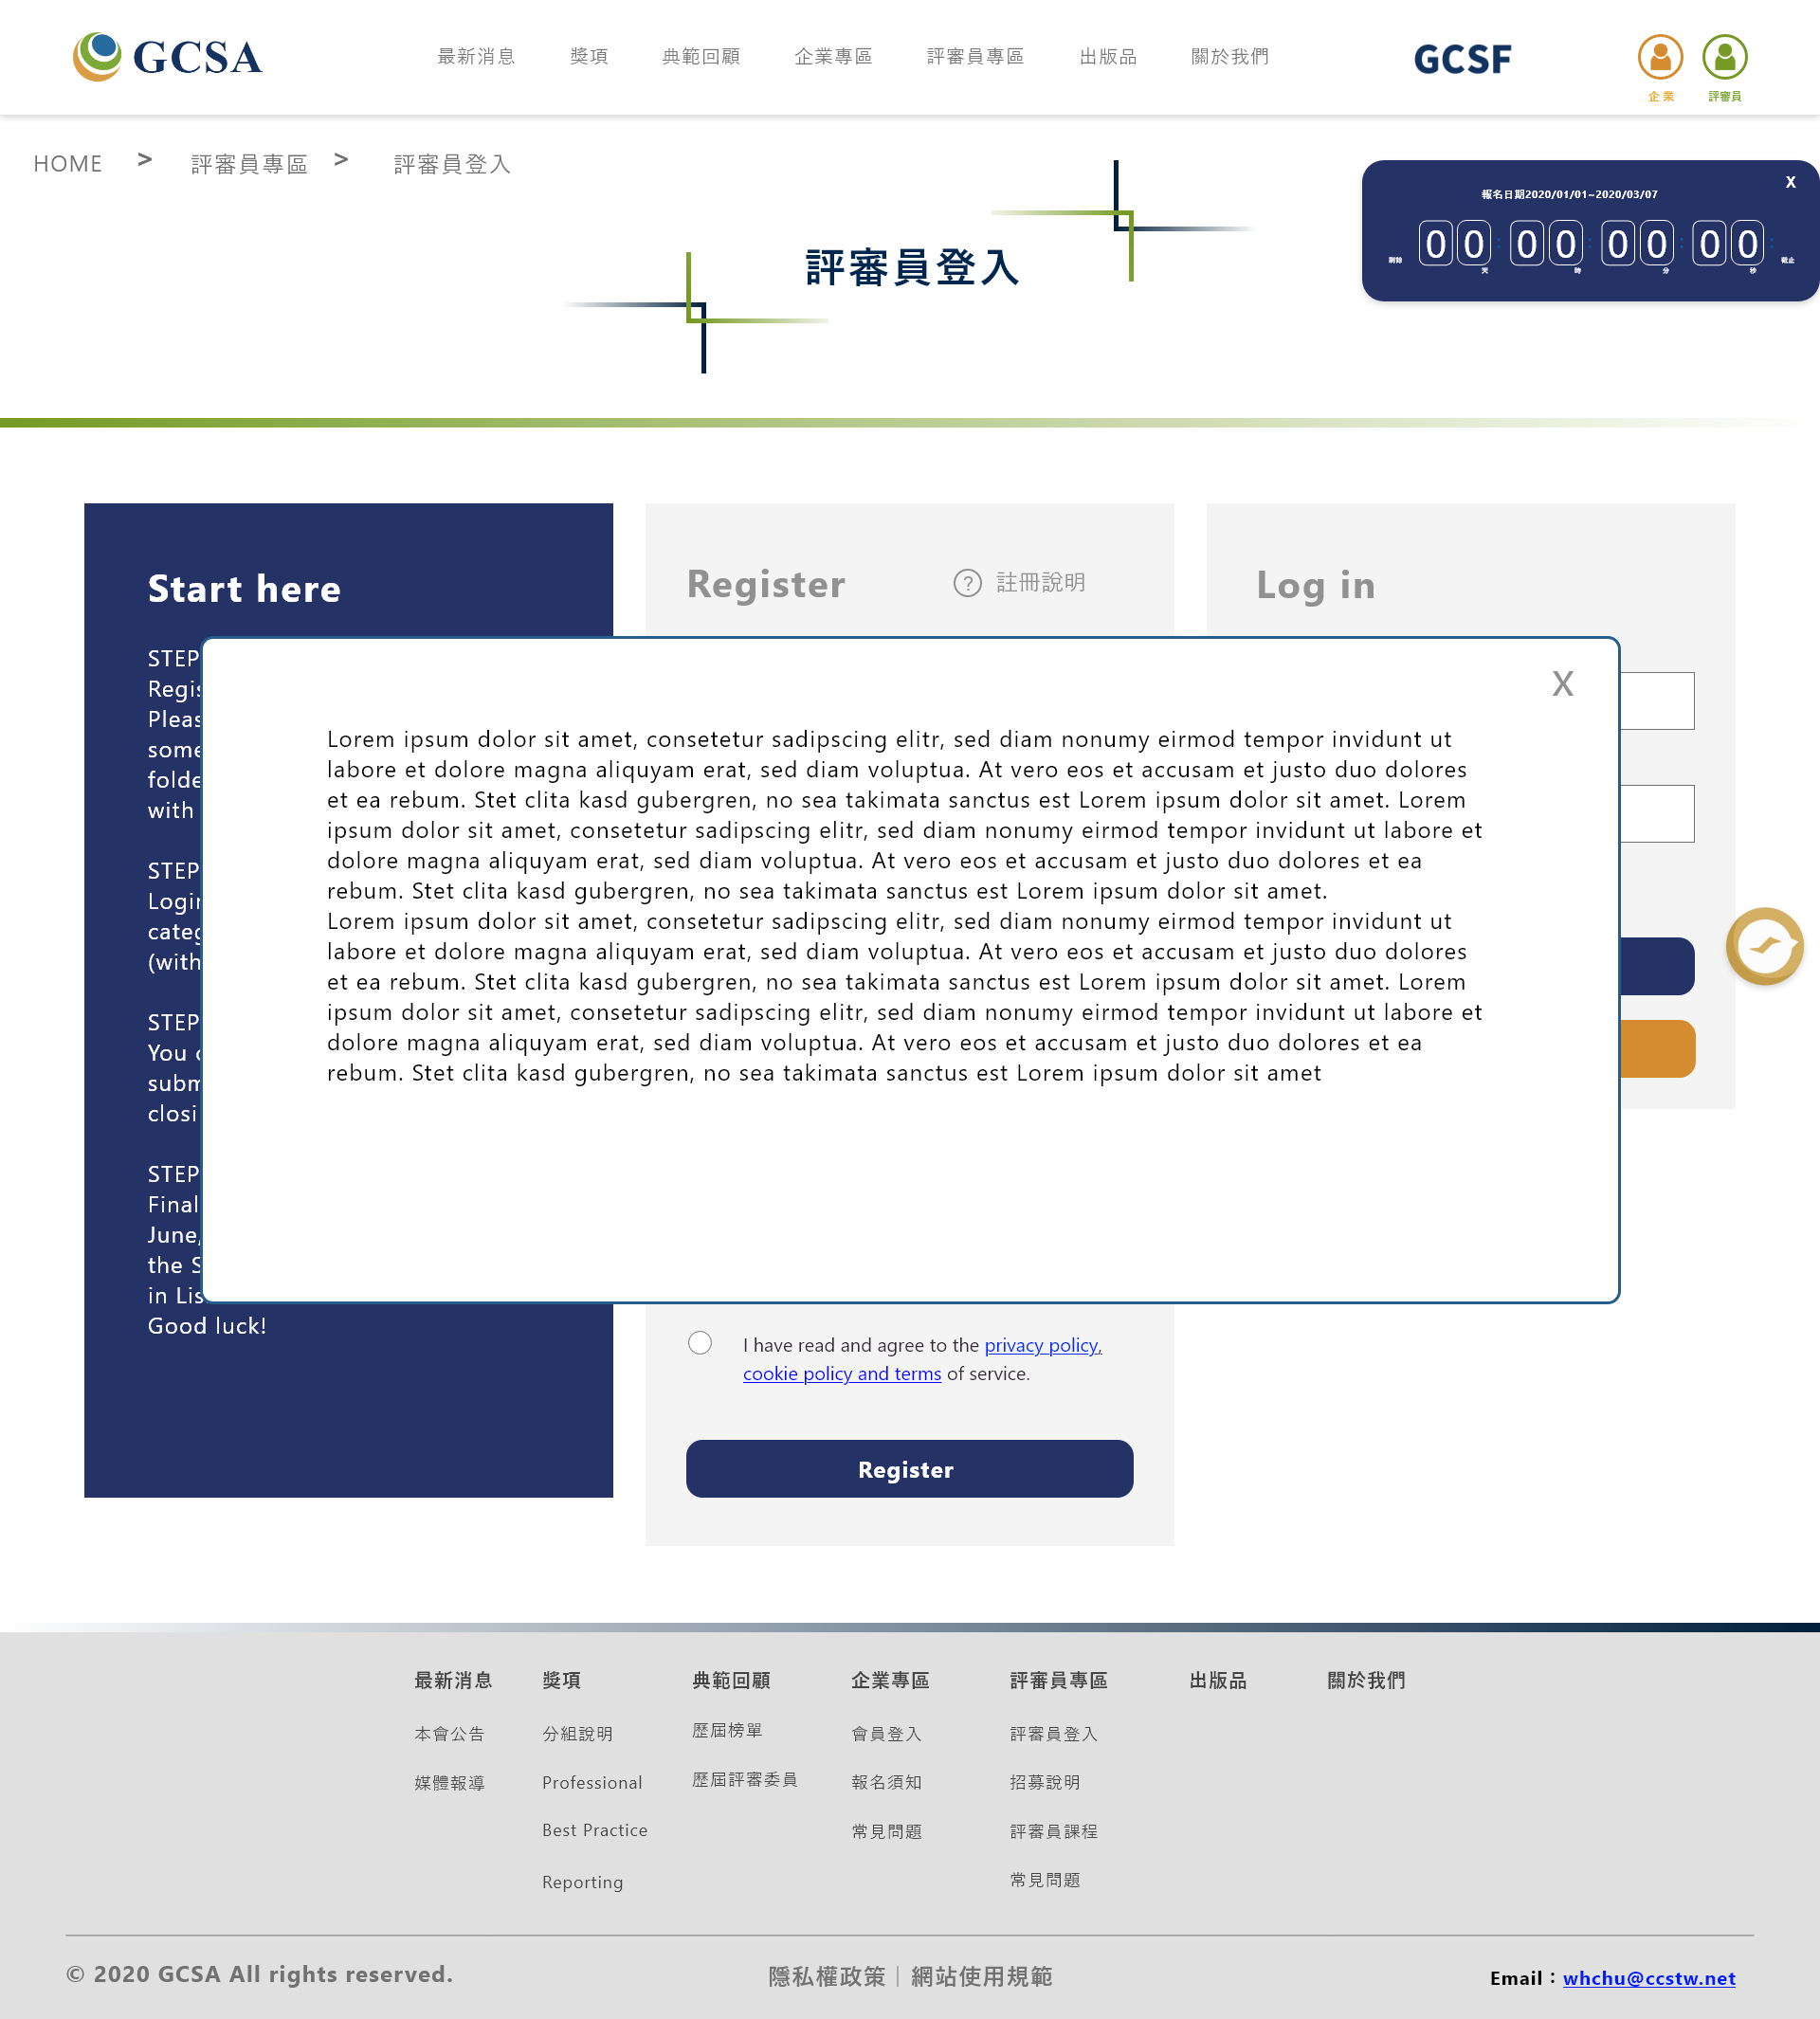 GCSA
最新消息 獎項 典範回顧 企業專區 評審員專區 出版品 關於我們
GCSF
企 業 評審員
HOME > 評審員專區 > 評審員登入
X
報名日期2020/01/01~2020/03/07
剩餘 00 : 00 : 00 : 00 : 截止
天 時 分 秒
評審員登入
Start here
Register
? 註冊說明
Log in
STEP
Regis
Pleas
some
folde
with
STEP
Login
categ
(with
STEP
You
subm
closi
STEP
Final
June,
the S
in Lis
Good luck!
X
Lorem ipsum dolor sit amet, consetetur sadipscing elitr, sed diam nonumy eirmod tempor invidunt ut
labore et dolore magna aliquyam erat, sed diam voluptua. At vero eos et accusam et justo duo dolores
et ea rebum. Stet clita kasd gubergren, no sea takimata sanctus est Lorem ipsum dolor sit amet. Lorem
ipsum dolor sit amet, consetetur sadipscing elitr, sed diam nonumy eirmod tempor invidunt ut labore et
dolore magna aliquyam erat, sed diam voluptua. At vero eos et accusam et justo duo dolores et ea
rebum. Stet clita kasd gubergren, no sea takimata sanctus est Lorem ipsum dolor sit amet.
Lorem ipsum dolor sit amet, consetetur sadipscing elitr, sed diam nonumy eirmod tempor invidunt ut
labore et dolore magna aliquyam erat, sed diam voluptua. At vero eos et accusam et justo duo dolores
et ea rebum. Stet clita kasd gubergren, no sea takimata sanctus est Lorem ipsum dolor sit amet. Lorem
ipsum dolor sit amet, consetetur sadipscing elitr, sed diam nonumy eirmod tempor invidunt ut labore et
dolore magna aliquyam erat, sed diam voluptua. At vero eos et accusam et justo duo dolores et ea
rebum. Stet clita kasd gubergren, no sea takimata sanctus est Lorem ipsum dolor sit amet
I have read and agree to the privacy policy,
cookie policy and terms of service.
Register
最新消息 獎項 典範回顧 企業專區 評審員專區 出版品 關於我們
本會公告 分組說明 歷屆榜單 會員登入 評審員登入
媒體報導 Professional 歷屆評審委員 報名須知 招募說明
Best Practice 常見問題 評審員課程
Reporting 常見問題
© 2020 GCSA All rights reserved.
隱私權政策｜網站使用規範
Email：whchu@ccstw.net